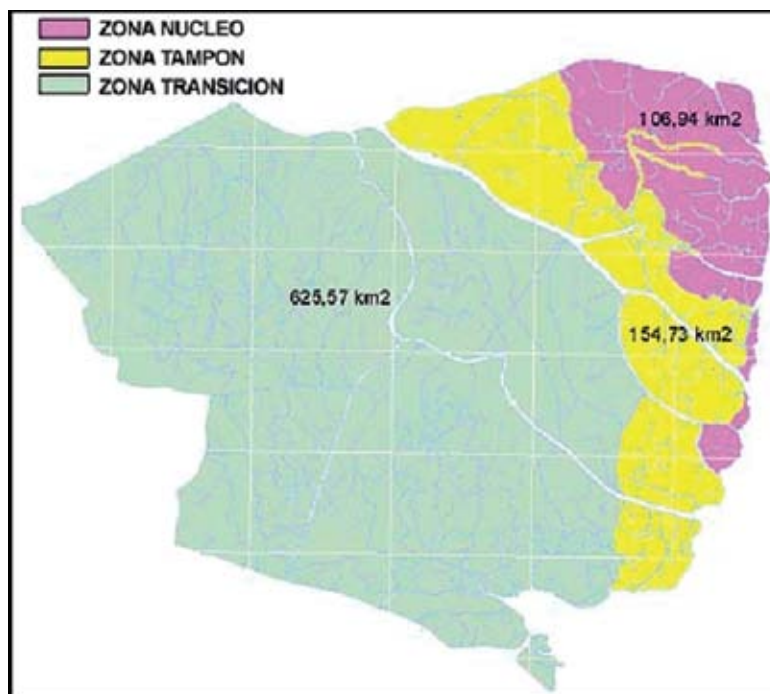 ZONA NUCLEO
ZONA TAMPON
ZONA TRANSICION
106,94 km2
625,57 km2
154,73 km2